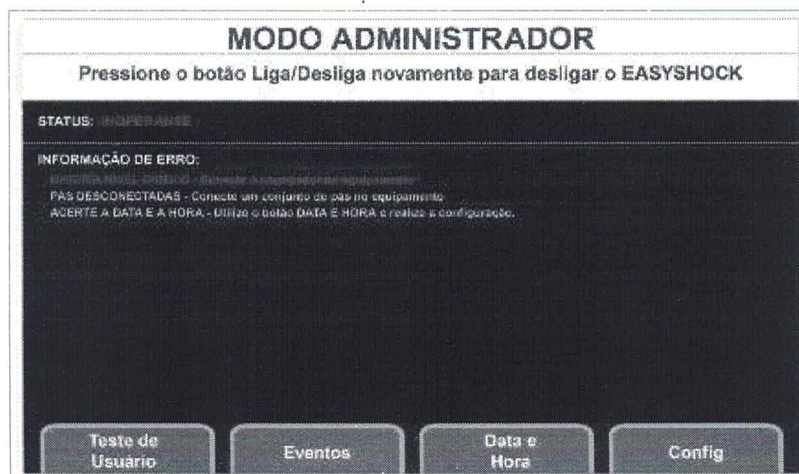 MODO ADMINISTRADOR
Pressione o botão Liga/Desliga novamente para desligar o EASYSHOCK
STATUS: INOPERANTE
INFORMAÇÃO DE ERRO:
PÁS DESCONECTADAS - Conecte um conjunto de pás no equipamento
ACERTE A DATA E A HORA - Utilize o botão DATA E HORA e realize a configuração.
Teste de
Usuário
Eventos
Data e
Hora
Config